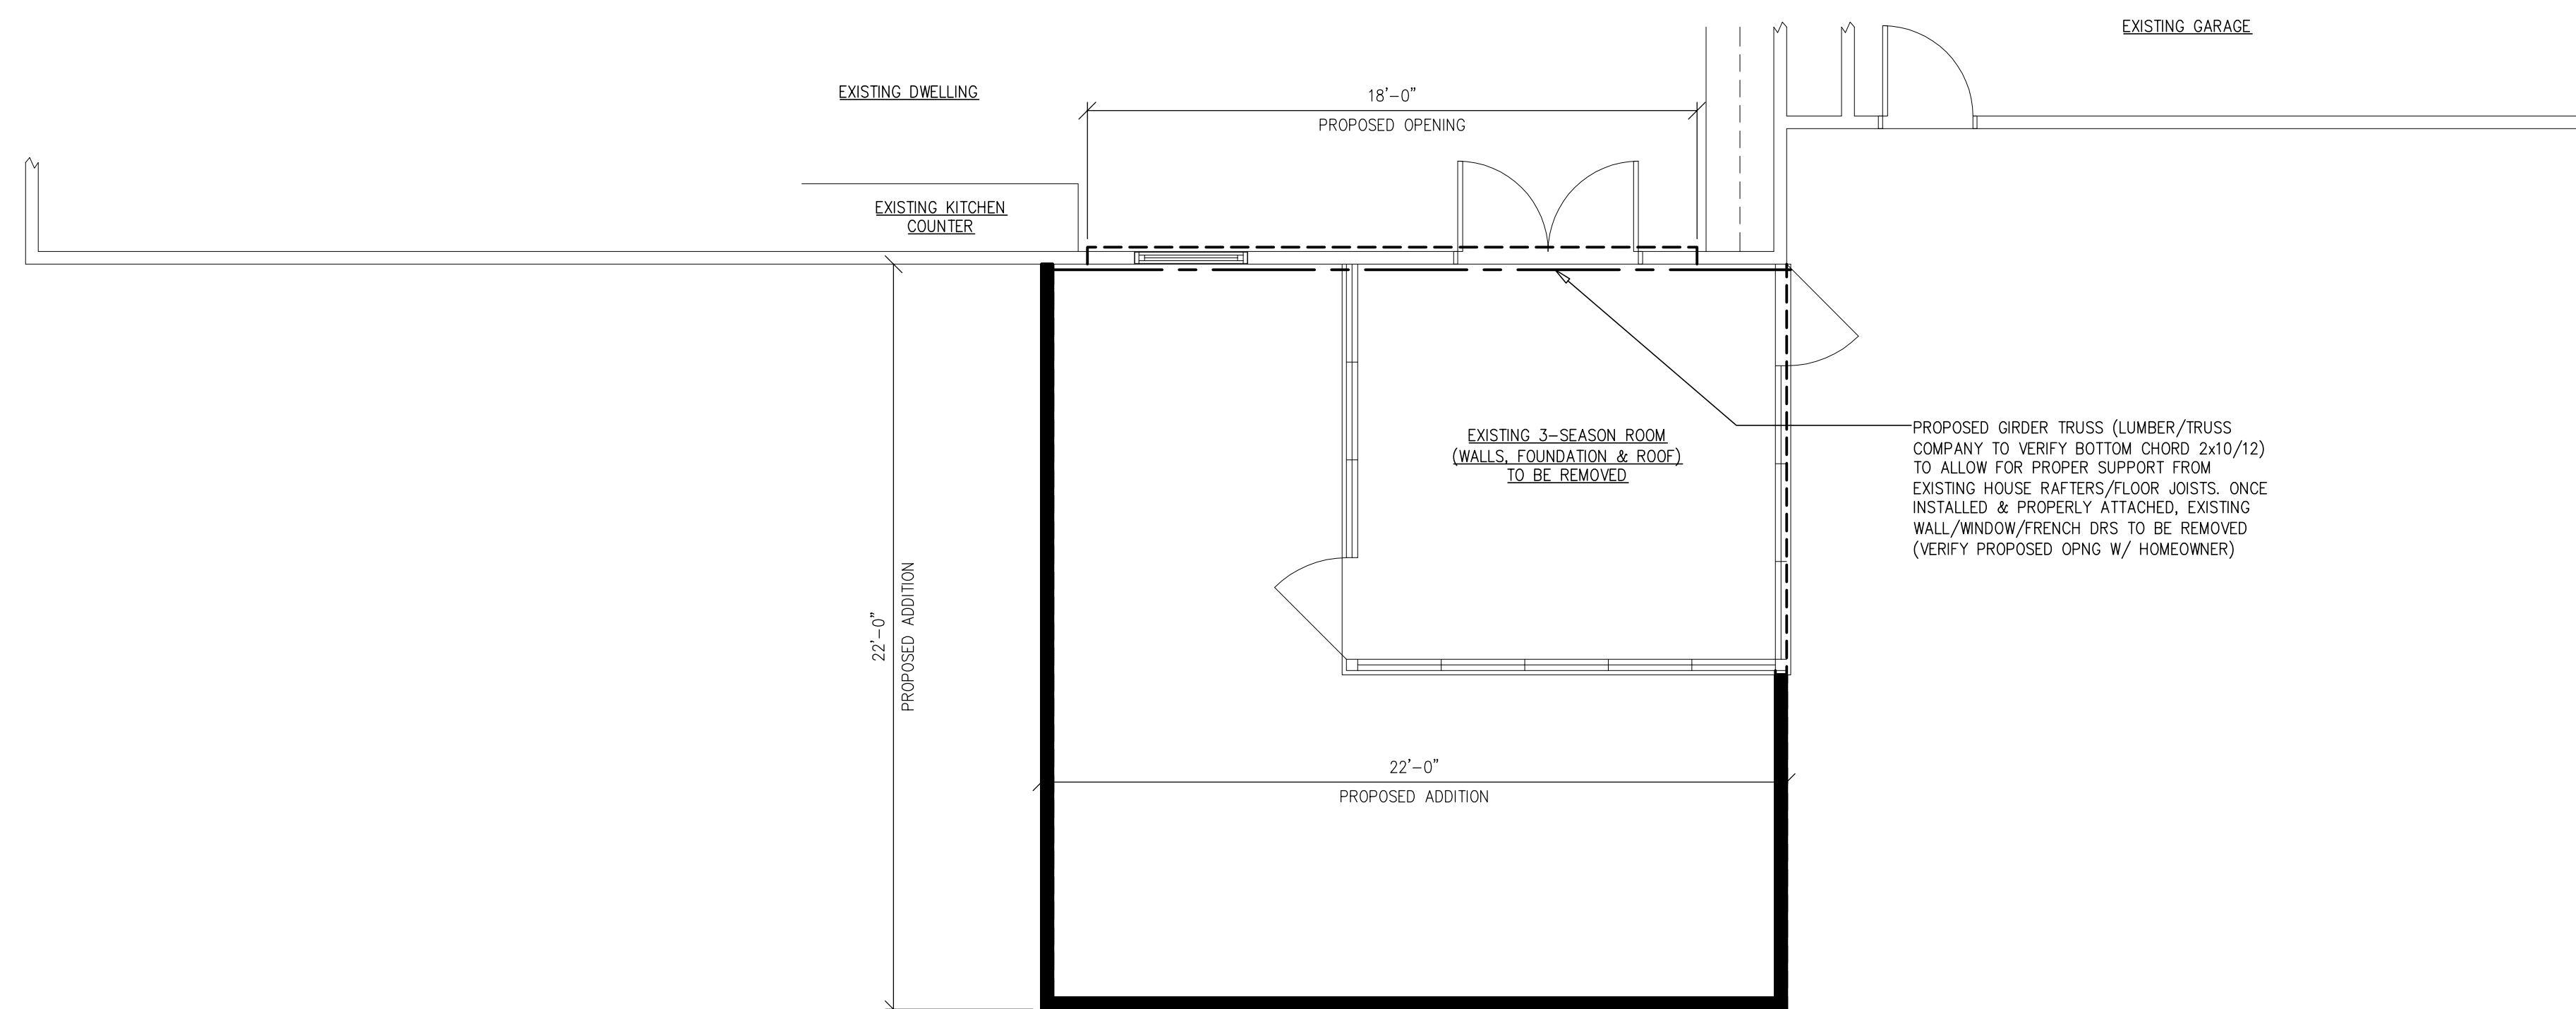 EXISTING GARAGE
EXISTING DWELLING
18'-0"
PROPOSED OPENING
EXISTING KITCHEN
COUNTER
PROPOSED GIRDER TRUSS (LUMBER/TRUSS
COMPANY TO VERIFY BOTTOM CHORD 2x10/12)
TO ALLOW FOR PROPER SUPPORT FROM
EXISTING HOUSE RAFTERS/FLOOR JOISTS. ONCE
INSTALLED & PROPERLY ATTACHED, EXISTING
WALL/WINDOW/FRENCH DRS TO BE REMOVED
(VERIFY PROPOSED OPNG W/ HOMEOWNER)
EXISTING 3-SEASON ROOM
(WALLS, FOUNDATION & ROOF)
TO BE REMOVED
22'-0"
PROPOSED ADDITION
22'-0"
PROPOSED ADDITION